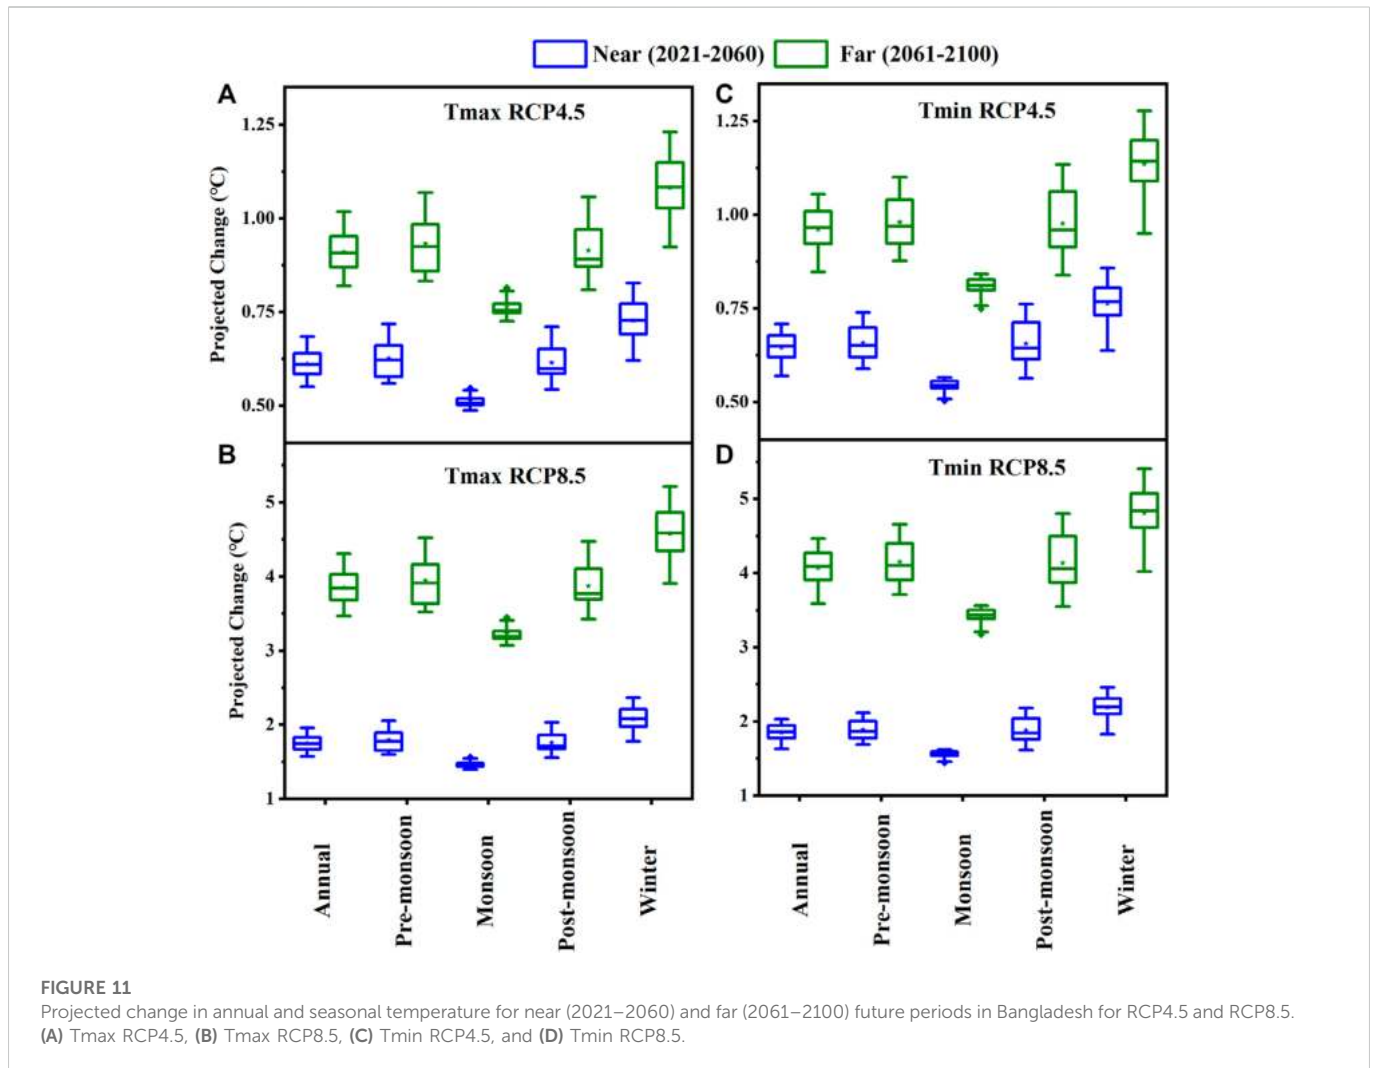 Near (2021-2060) Far (2061-2100)
A
Tmax RCP4.5
1.25
1.00
0.75
0.50
Projected Change (℃)
C
Tmin RCP4.5
1.25
1.00
0.75
0.50
B
Tmax RCP8.5
5
4
3
2
1
Projected Change (℃)
D
Tmin RCP8.5
5
4
3
2
1
Annual
Pre-monsoon
Monsoon
Post-monsoon
Winter
Annual
Pre-monsoon
Monsoon
Post-monsoon
Winter
FIGURE 11
Projected change in annual and seasonal temperature for near (2021–2060) and far (2061–2100) future periods in Bangladesh for RCP4.5 and RCP8.5.
(A) Tmax RCP4.5, (B) Tmax RCP8.5, (C) Tmin RCP4.5, and (D) Tmin RCP8.5.